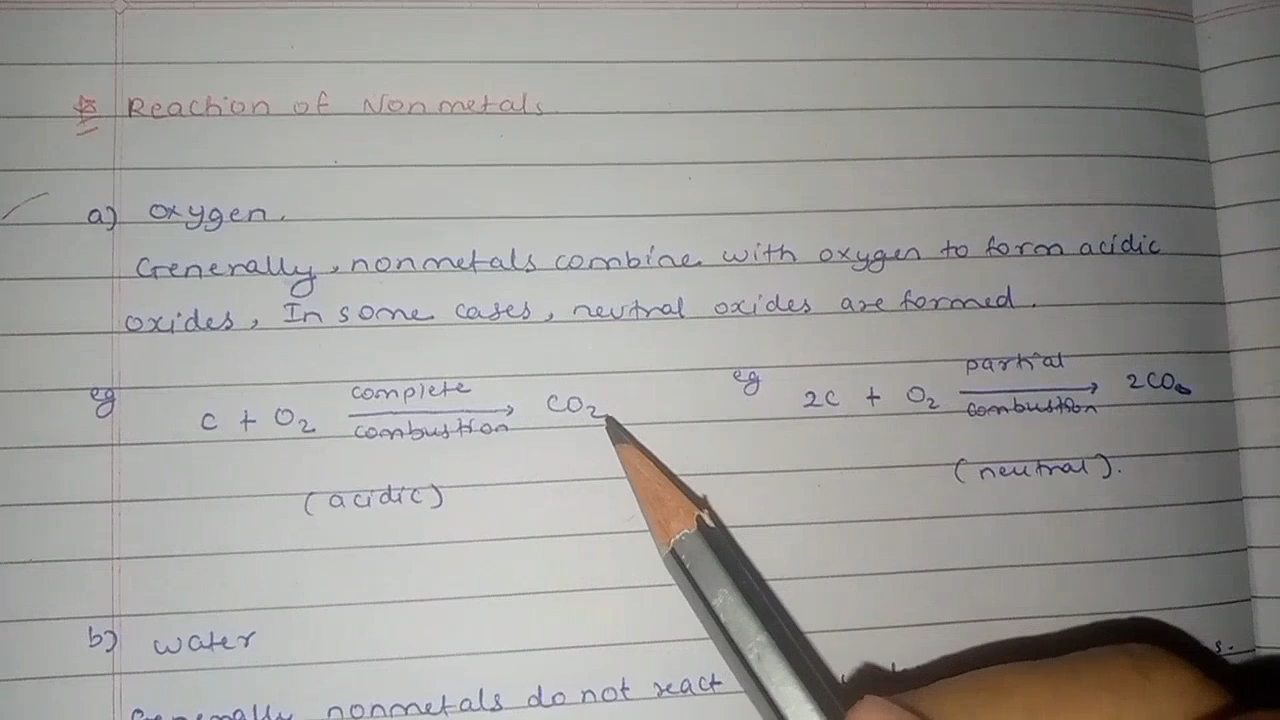 Reaction of Nonmetals
a) Oxygen.
Generally, nonmetals combine with oxygen to form acidic
oxides, In some cases, neutral oxides are formed.
eg C + O2 complete combustion → CO2 eg 2C + O2 partial combustion → 2CO
(acidic) (neutral).
b) water
Generally nonmetals do not react